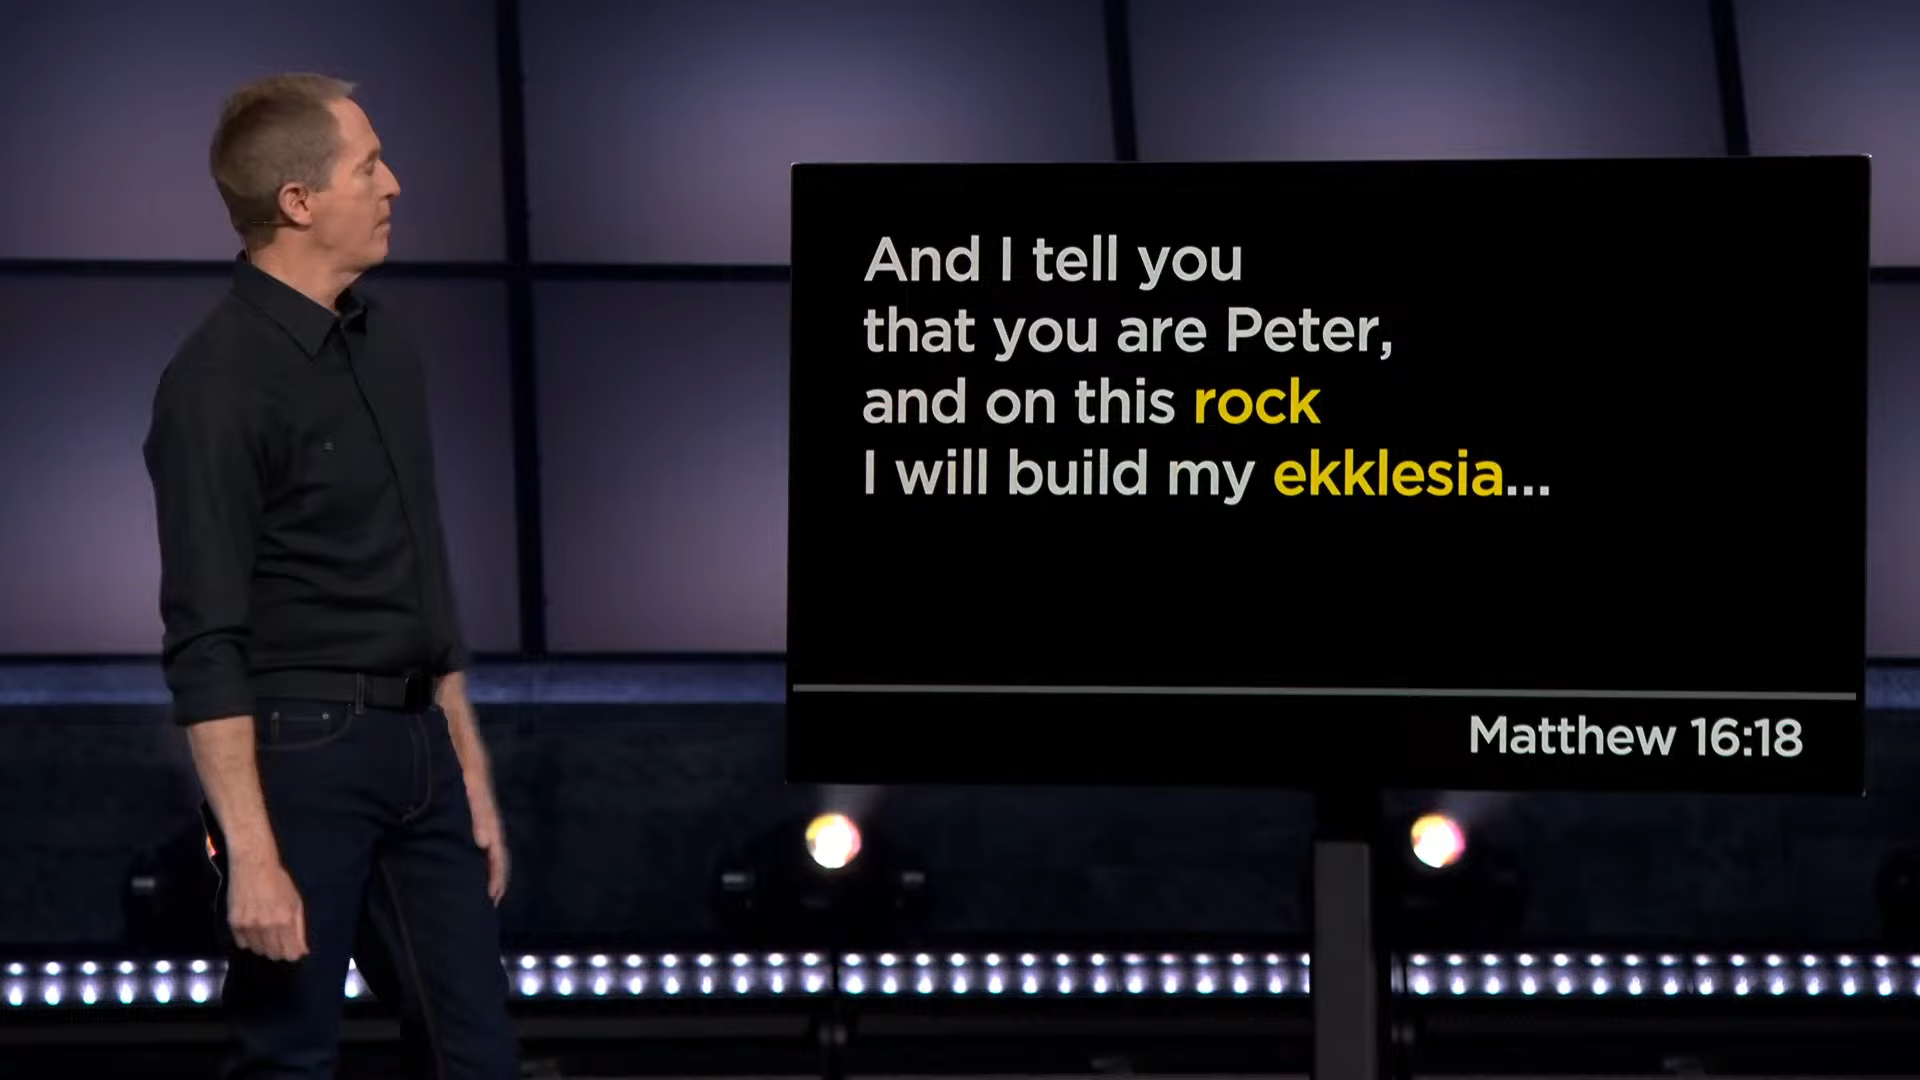 And I tell you
that you are Peter,
and on this rock
I will build my ekklesia...
Matthew 16:18